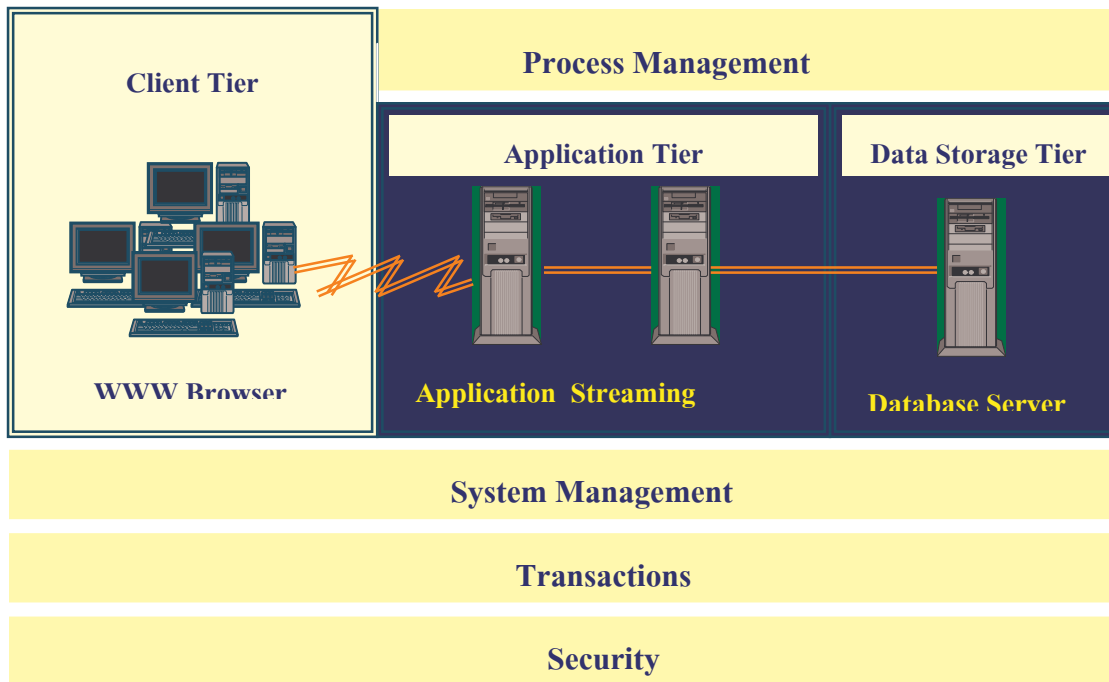 Client Tier
Process Management
Application Tier
Data Storage Tier
WWW Browser
Application Streaming
Database Server
System Management
Transactions
Security